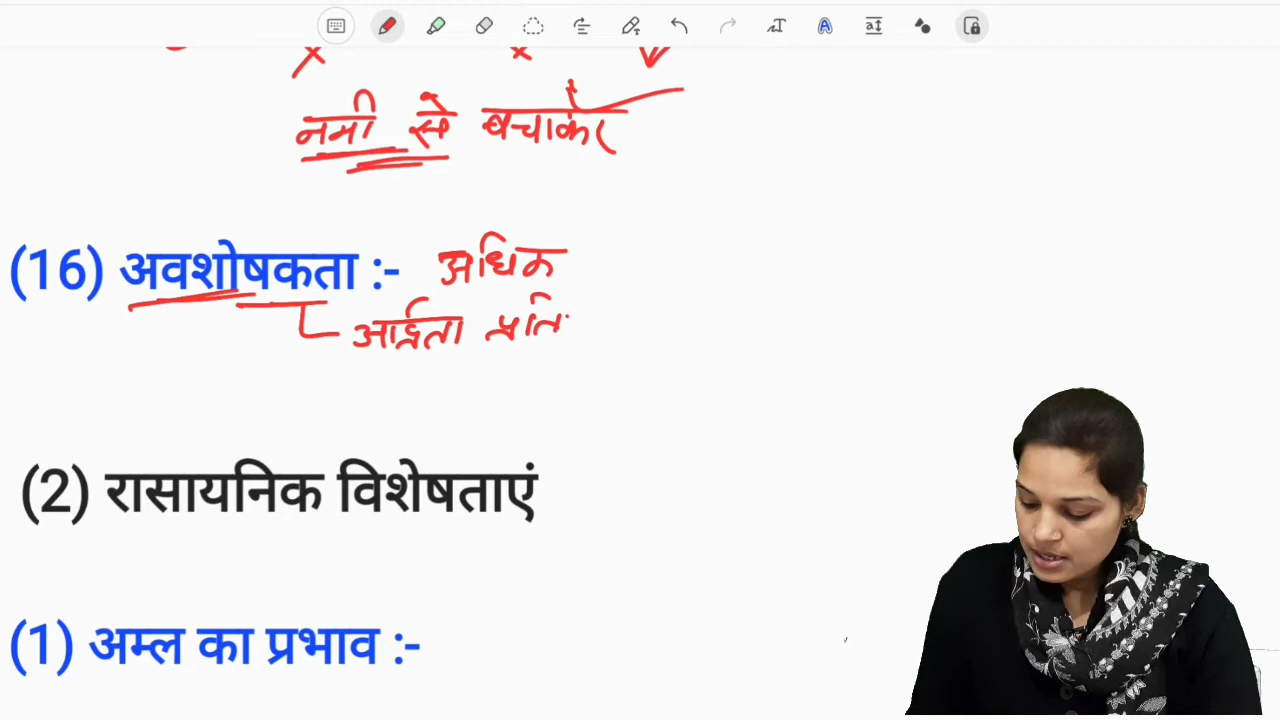 नमी से बचाकर
(16) अवशोषकता :- अधिक
आर्द्रता प्रति
(2) रासायनिक विशेषताएं
(1) अम्ल का प्रभाव :-